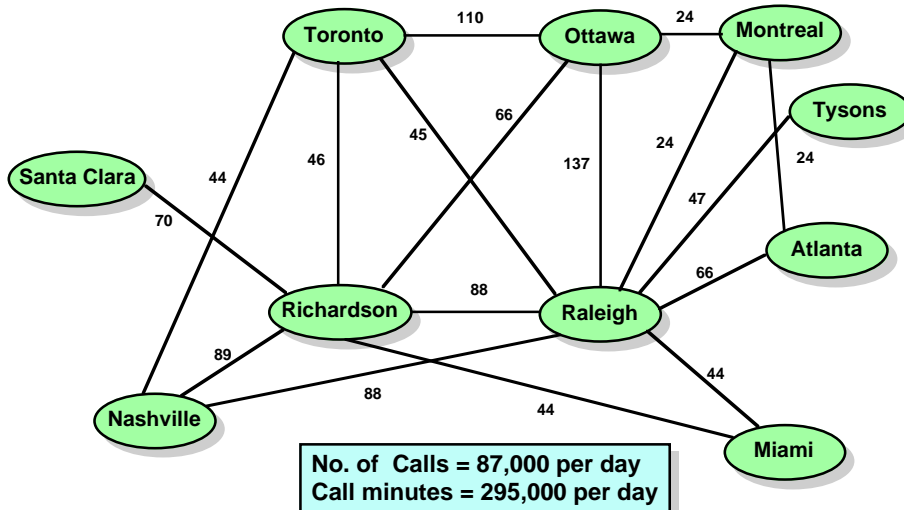 110
24
Toronto
Ottawa
Montreal
Tysons
66
45
46
44
137
24
24
47
Santa Clara
70
Atlanta
66
88
Richardson
Raleigh
89
88
44
44
Nashville
Miami
No. of Calls = 87,000 per day
Call minutes = 295,000 per day